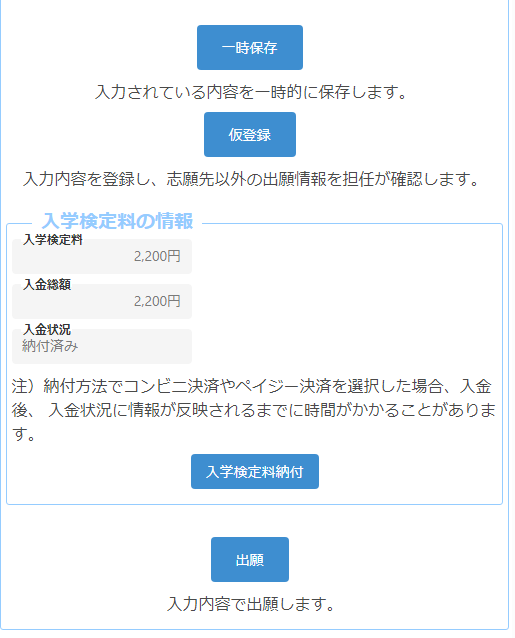 一時保存
入力されている内容を一時的に保存します。
仮登録
入力内容を登録し、志願先以外の出願情報を担任が確認します。
入学検定料の情報
入学検定料
2,200円
入金総額
2,200円
入金状況
納付済み
注）納付方法でコンビニ決済やペイジー決済を選択した場合、入金
後、 入金状況に情報が反映されるまでに時間がかかることがありま
す。
入学検定料納付
出願
入力内容で出願します。